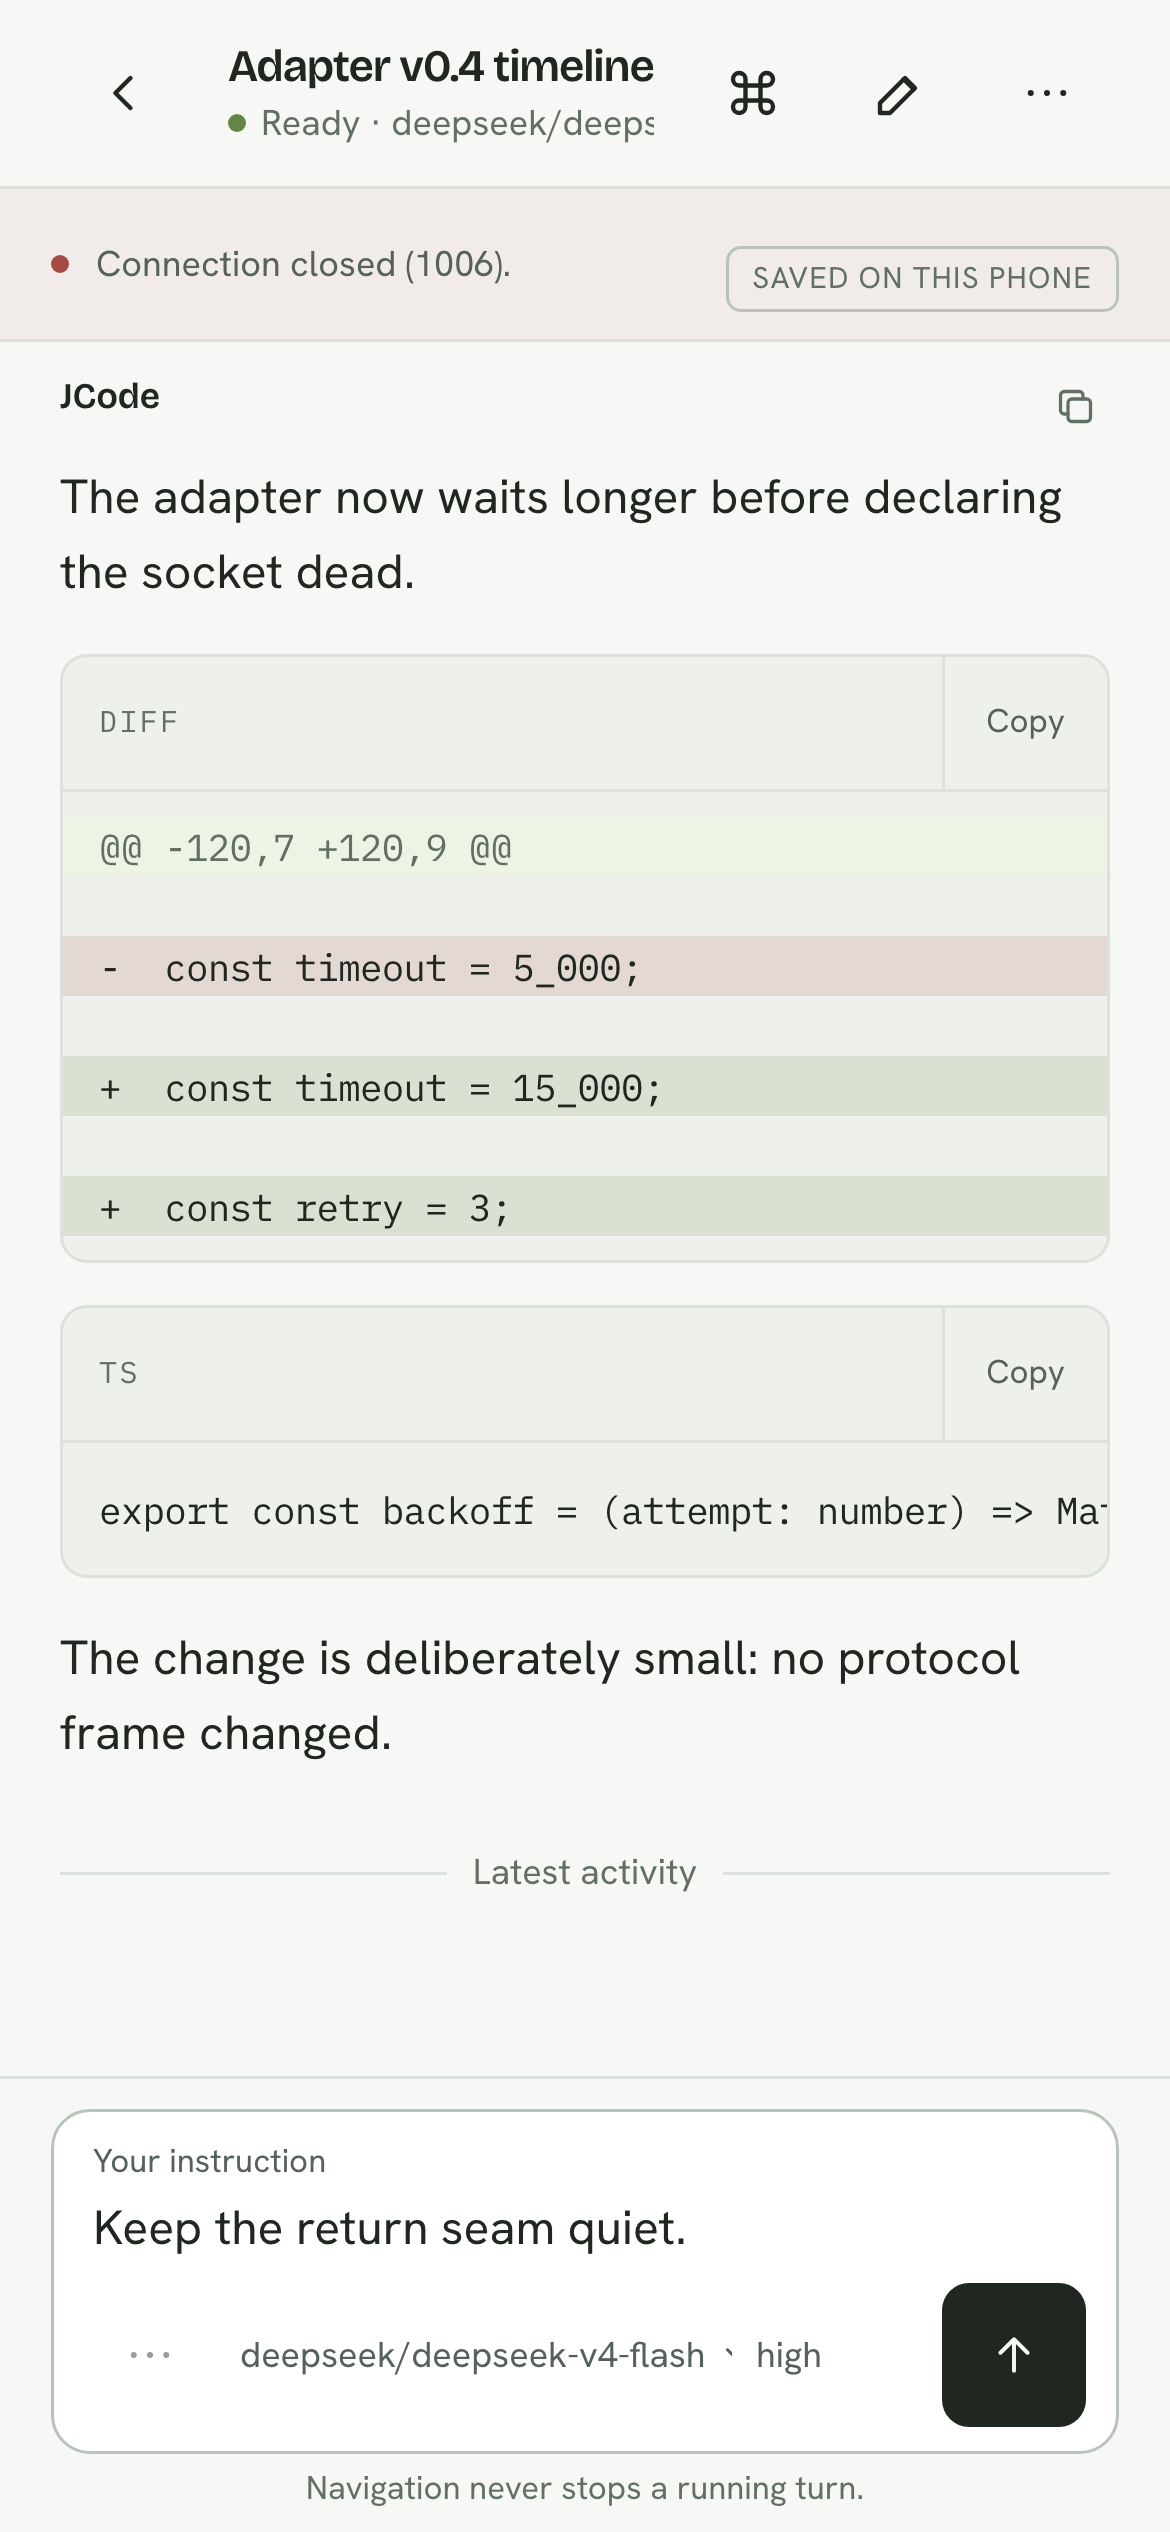 Adapter v0.4 timeline
Ready · deepseek/deeps
Connection closed (1006).
SAVED ON THIS PHONE
JCode
The adapter now waits longer before declaring
the socket dead.
DIFF
Copy
@@ -120,7 +120,9 @@
-  const timeout = 5_000;
+  const timeout = 15_000;
+  const retry = 3;
TS
Copy
export const backoff = (attempt: number) => Mat
The change is deliberately small: no protocol
frame changed.
Latest activity
Your instruction
Keep the return seam quiet.
deepseek/deepseek-v4-flash ` high
Navigation never stops a running turn.